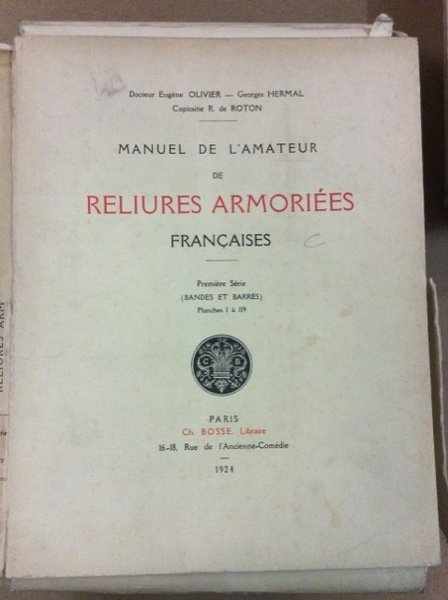 Docteur Eugène OLIVIER — Georges HERMAL
Capitaine R. de ROTON
MANUEL DE L'AMATEUR
DE
RELIURES ARMORIÉES
FRANÇAISES
C
Première Série
(BANDES ET BARRES)
Planches 1 à 119
C B
PARIS
Ch. BOSSE, Libraire
16-18, Rue de l'Ancienne-Comédie
1924
RELIURES ARM